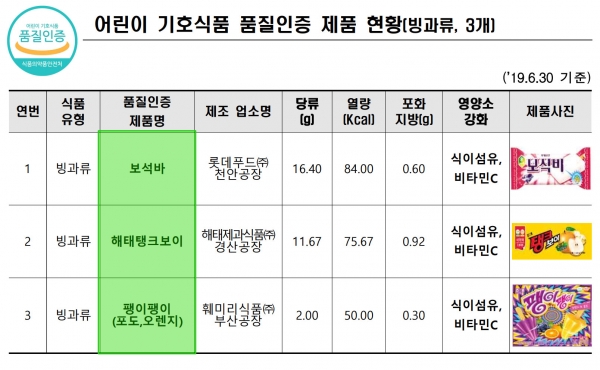 어린이 기호식품
품질인증
식품의약품안전처
어린이 기호식품 품질인증 제품 현황(빙과류, 3개)
('19.6.30 기준)
연번 식품 유형 품질인증 제품명 제조 업소명 당류 (g) 열량 (Kcal) 포화 지방(g) 영양소 강화 제품사진
1 빙과류 보석바 롯데푸드㈜ 천안공장 16.40 84.00 0.60 식이섬유, 비타민C 보석바
2 빙과류 해태탱크보이 해태제과식품㈜ 경산공장 11.67 75.67 0.92 식이섬유, 비타민C 탱크보이
3 빙과류 팽이팽이 (포도,오렌지) 훼미리식품㈜ 부산공장 2.00 50.00 0.30 식이섬유, 비타민C 팽이팽이